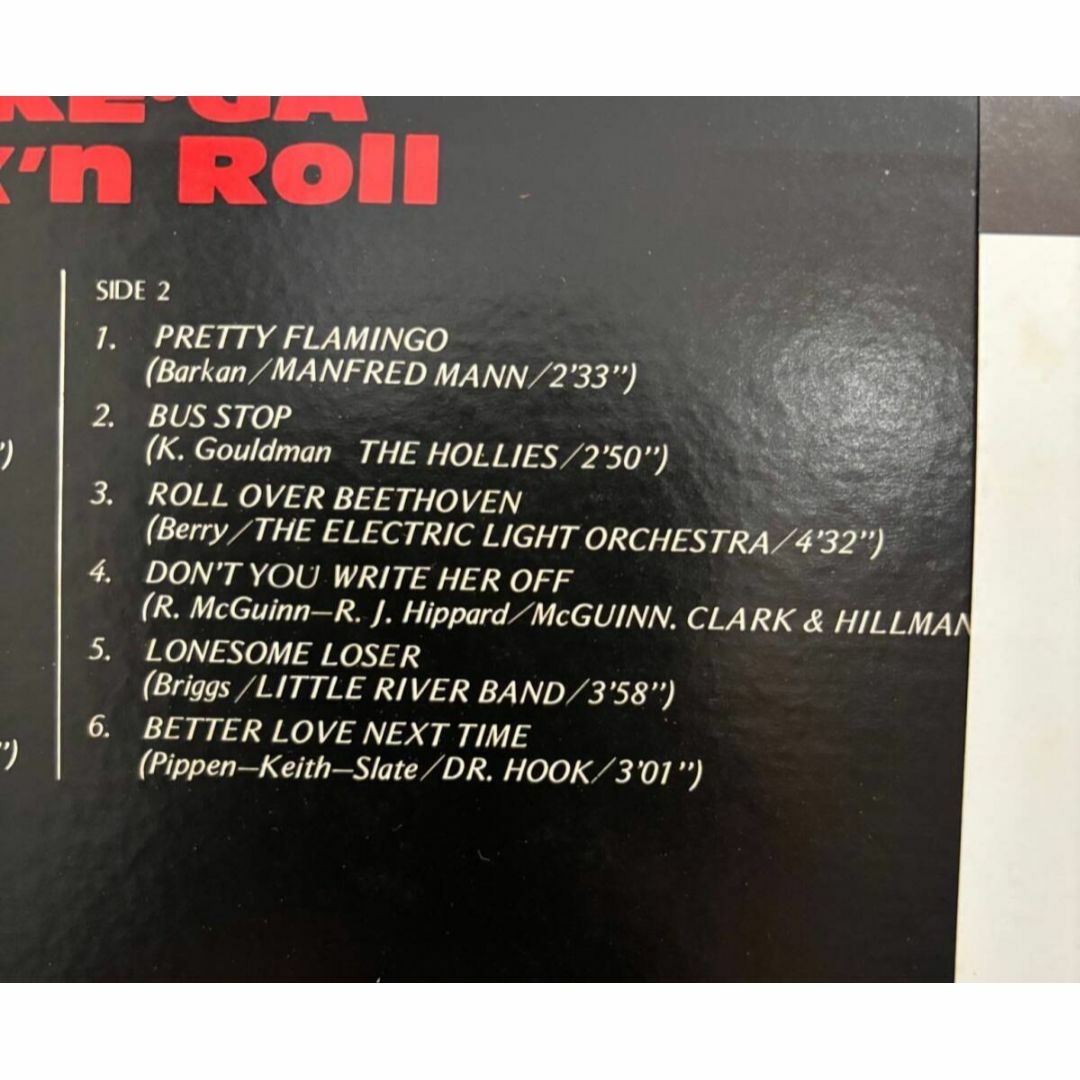 'n Roll
SIDE 2
1. PRETTY FLAMINGO
(Barkan/MANFRED MANN/2'33")
2. BUS STOP
(K. Gouldman THE HOLLIES/2'50")
3. ROLL OVER BEETHOVEN
(Berry/THE ELECTRIC LIGHT ORCHESTRA/4'32")
4. DON'T YOU WRITE HER OFF
(R. McGuinn—R. J. Hippard/McGUINN. CLARK & HILLMAN
5. LONESOME LOSER
(Briggs/LITTLE RIVER BAND/3'58")
6. BETTER LOVE NEXT TIME
(Pippen—Keith—Slate/DR. HOOK/3'01")